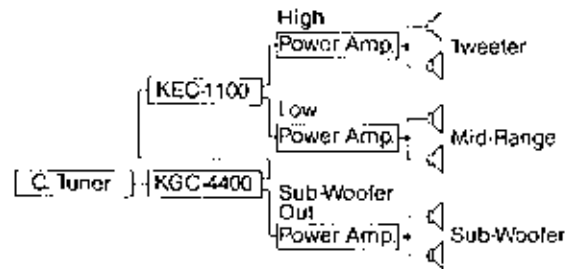 High
Power Amp.
Tweeter
KEC-1100
Low
Power Amp.
Mid-Range
C. Tuner
KGC-4400
Sub-Woofer
Out
Power Amp.
Sub-Woofer